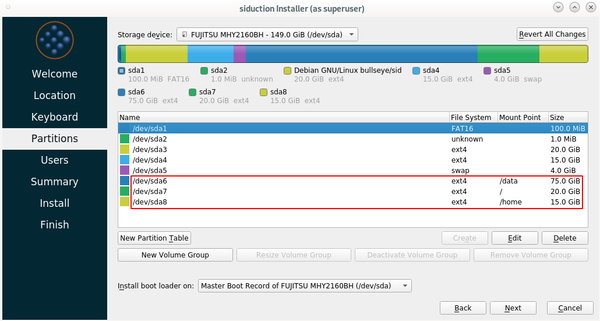 siduction Installer (as superuser)
Welcome
Location
Keyboard
Partitions
Users
Summary
Install
Finish
Storage device: FUJITSU MHY2160BH - 149.0 GiB (/dev/sda)
Revert All Changes
sda1 sda2 Debian GNU/Linux bullseye/sid sda4 sda5
100.0 MiB FAT16 1.0 MiB unknown 20.0 GiB ext4 15.0 GiB ext4 4.0 GiB swap
sda6 sda7 sda8
75.0 GiB ext4 20.0 GiB ext4 15.0 GiB ext4
Name File System Mount Point Size
/dev/sda1 FAT16 100.0 MiB
/dev/sda2 unknown 1.0 MiB
/dev/sda3 ext4 20.0 GiB
/dev/sda4 ext4 15.0 GiB
/dev/sda5 swap 4.0 GiB
/dev/sda6 ext4 /data 75.0 GiB
/dev/sda7 ext4 / 20.0 GiB
/dev/sda8 ext4 /home 15.0 GiB
New Partition Table Create Edit Delete
New Volume Group Resize Volume Group Deactivate Volume Group Remove Volume Group
Install boot loader on: Master Boot Record of FUJITSU MHY2160BH (/dev/sda)
Back Next Cancel